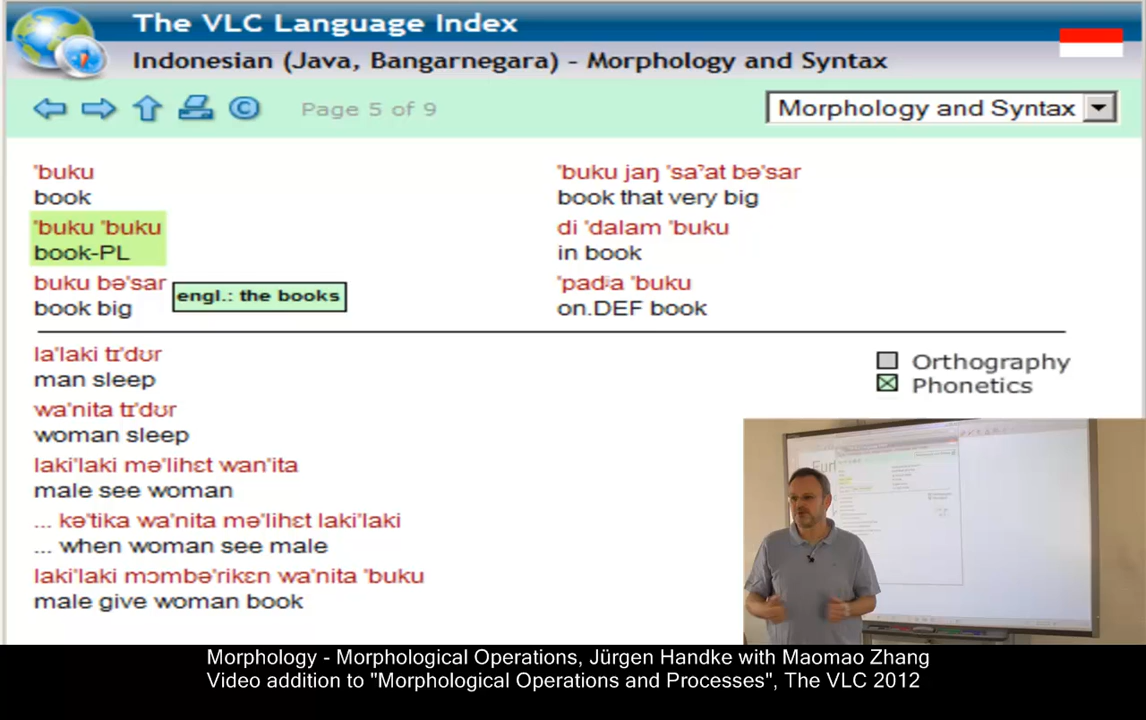 The VLC Language Index
Indonesian (Java, Bangarnegara) - Morphology and Syntax
Page 5 of 9
Morphology and Syntax
ˈbuku
book
ˈbuku ˈbuku
book-PL
buku bəˈsar
book big
engl.: the books
ˈbuku jaŋ ˈsaˀat bəˈsar
book that very big
di ˈdalam ˈbuku
in book
ˈbuku
on.DEF book
laˈlaki trˈdʊr
man sleep
waˈnita trˈdʊr
woman sleep
lakiˈlaki məˈlihɛt wanˈita
male see woman
... kəˈtika waˈnita məˈlihɛt lakiˈlaki
... when woman see male
lakiˈlaki mɔmbəˈrikɛn waˈnita ˈbuku
male give woman book
Orthography
Phonetics
Morphology - Morphological Operations, Jürgen Handke with Maomao Zhang
Video addition to "Morphological Operations and Processes", The VLC 2012